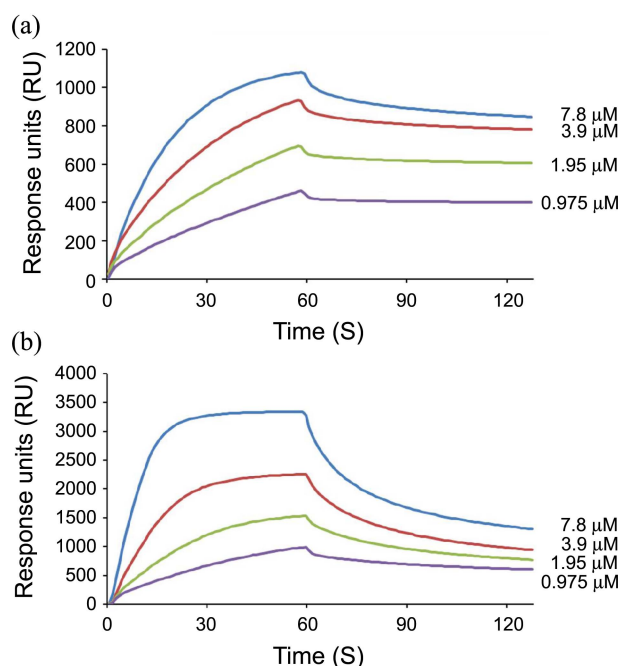 (a)
Response units (RU)
1200
1000
800
600
400
200
0
0 30 60 90 120
Time (S)
7.8 μM
3.9 μM
1.95 μM
0.975 μM
(b)
Response units (RU)
4000
3500
3000
2500
2000
1500
1000
500
0
0 30 60 90 120
Time (S)
7.8 μM
3.9 μM
1.95 μM
0.975 μM